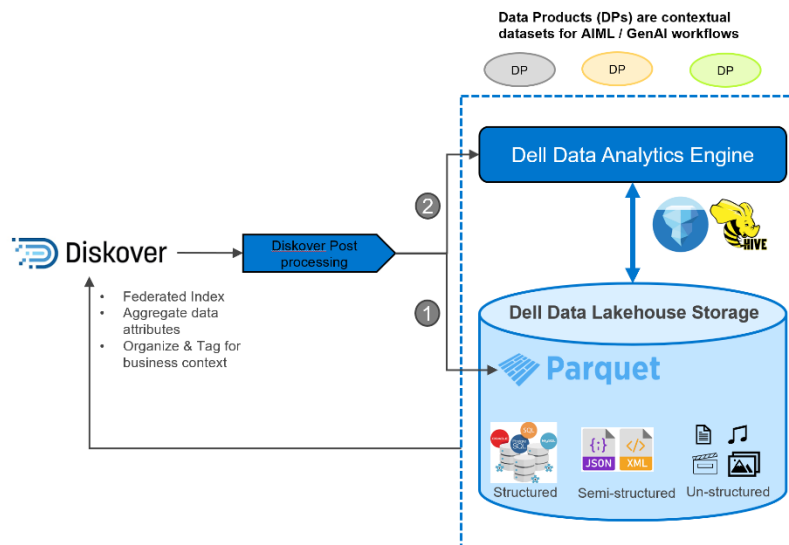 Data Products (DPs) are contextual
datasets for AIML / GenAI workflows
DP
DP
DP
Dell Data Analytics Engine
2
HIVE
Diskover
Diskover Post
processing
• Federated Index
• Aggregate data
attributes
• Organize & Tag for
business context
1
Dell Data Lakehouse Storage
Parquet
SQL
MySQL
{;}
JSON
</>
XML
Structured
Semi-structured
Un-structured